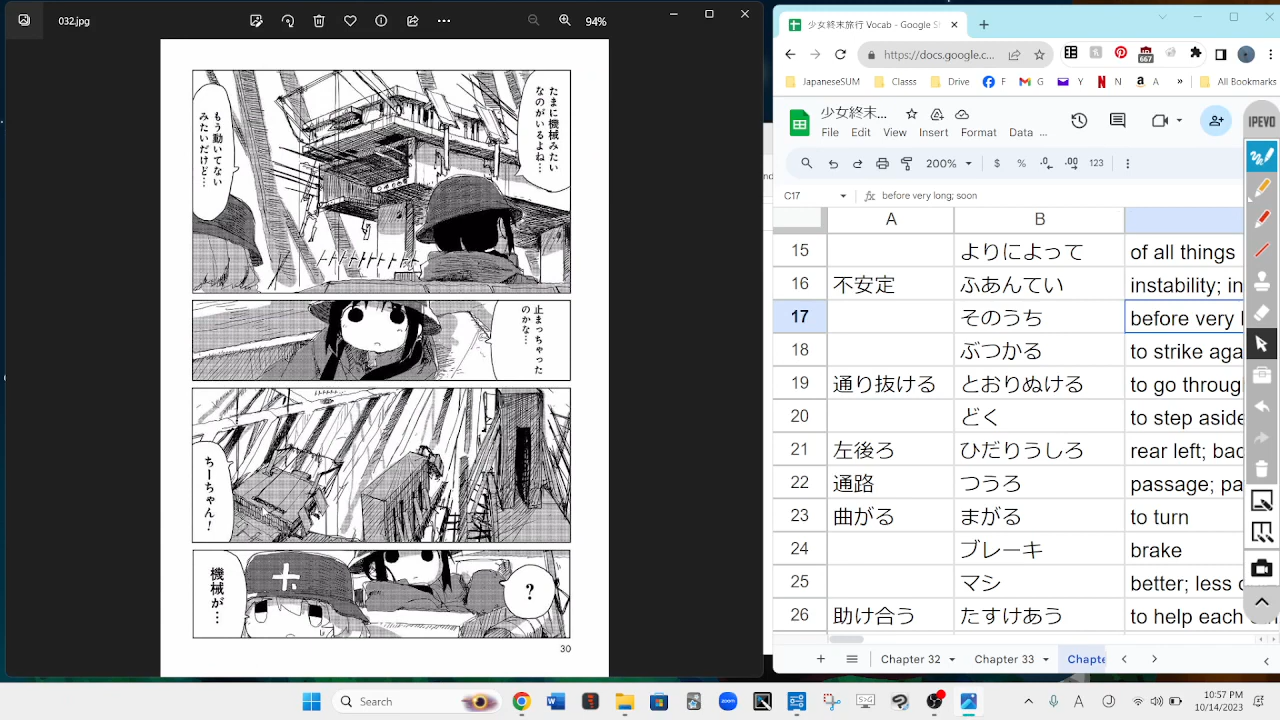 032.jpg
94%
たまに機械みたい
なのがいるよね…
もう動いてない
みたいだけど…
止まっちゃった
のかな…
ちーちゃん!
?
機械が…
30
少女終末旅行 Vocab - Google S
https://docs.google.c...
667
JapaneseSUM
Class
Drive
F
G
Y
N
A
All Bookmarks
少女終末...
File Edit View Insert Format Data ...
IPEVO
200% $ % .0 .00 123
C17 before very long; soon
A B
15 よりによって of all things
16 不安定 ふあんてい instability; in
17 そのうち before very l
18 ぶつかる to strike aga
19 通り抜ける とおりぬける to go throug
20 どく to step aside
21 左後ろ ひだりうしろ rear left; bac
22 通路 つうろ passage; pa
23 曲がる まがる to turn
24 ブレーキ brake
25 マシ better; less
26 助け合う たすけあう to help each
+ Chapter 32 Chapter 33 Chapte
Search
zoom
10:57 PM